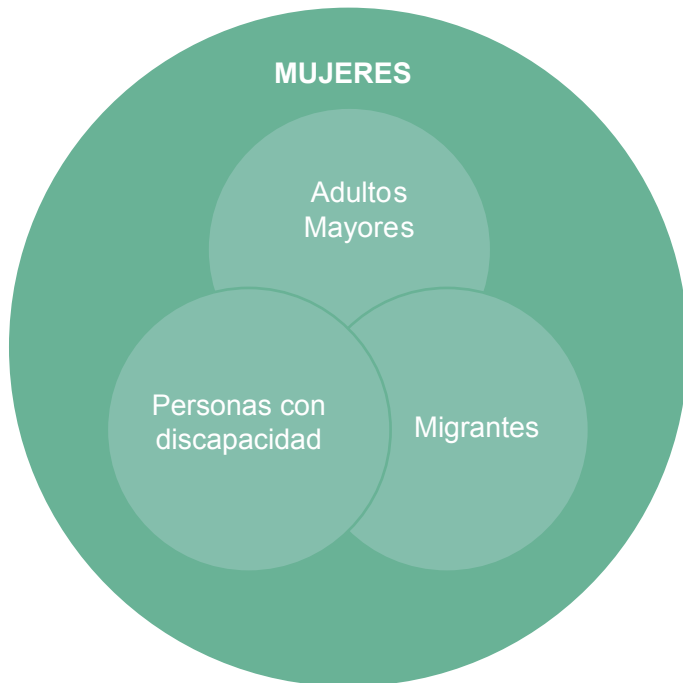 MUJERES
Adultos
Mayores
Personas con
discapacidad
Migrantes